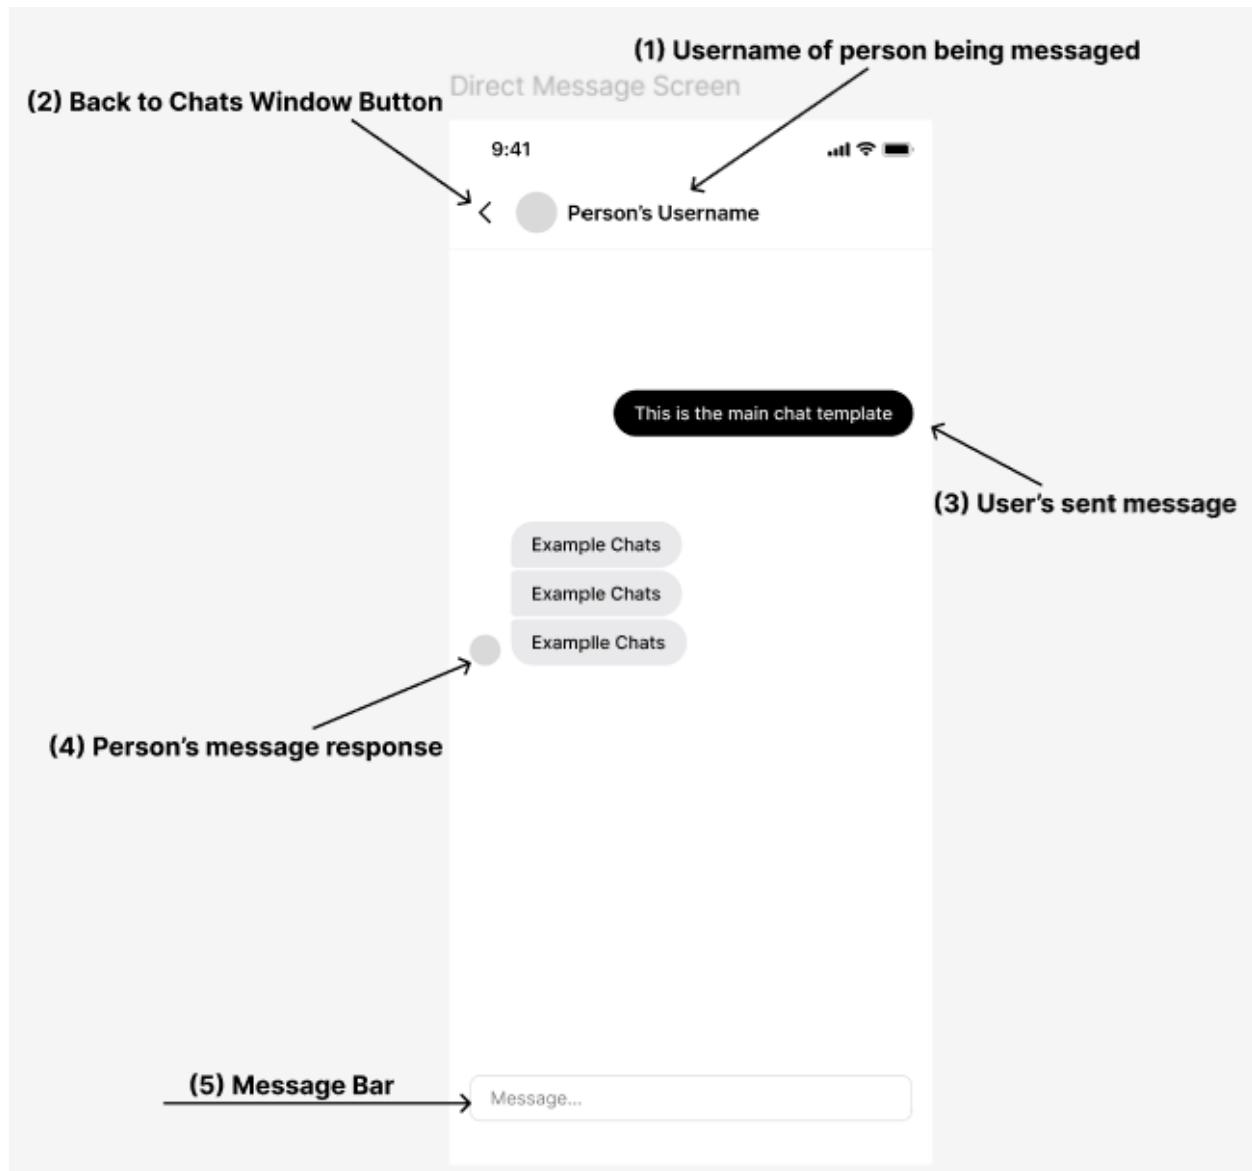 (1) Username of person being messaged
Direct Message Screen
(2) Back to Chats Window Button
9:41
Person's Username
This is the main chat template
(3) User's sent message
Example Chats
Example Chats
Examplle Chats
(4) Person's message response
(5) Message Bar
Message...